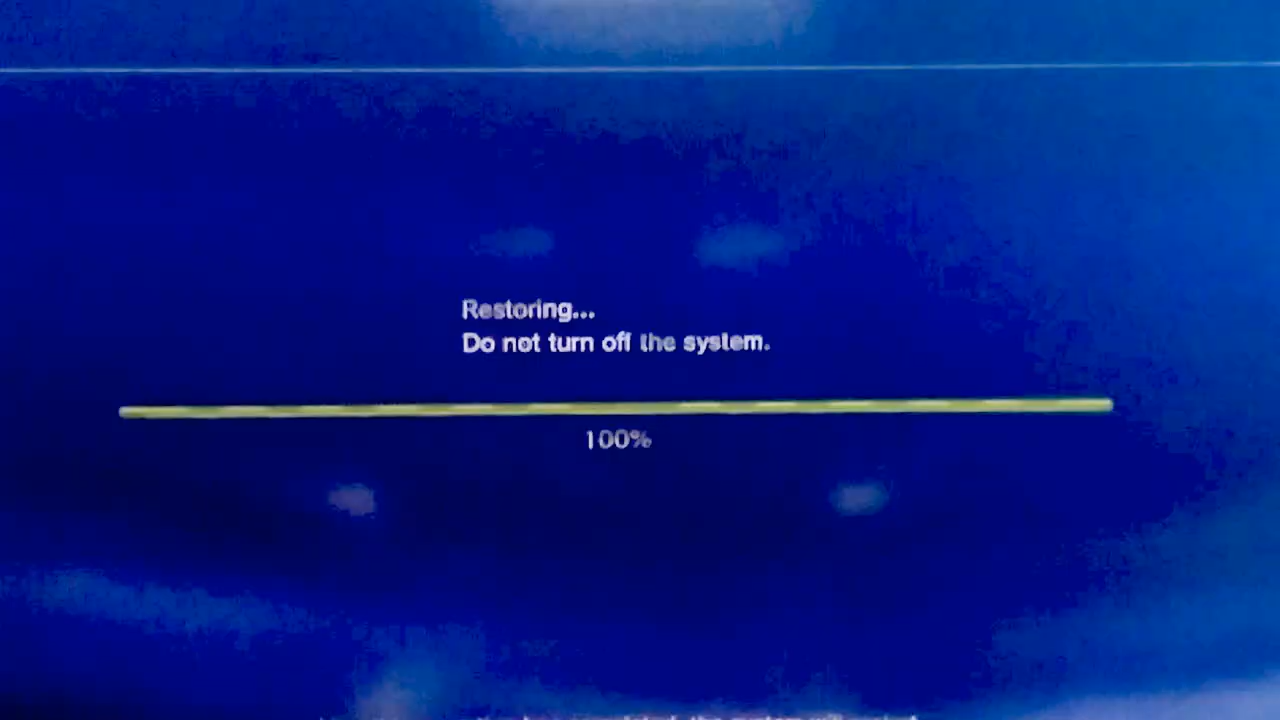 Restoring...
Do not turn off the system.
100%